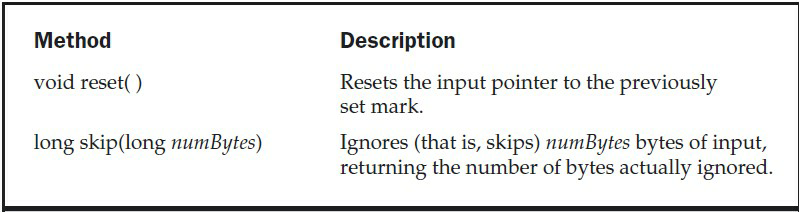 Method Description
void reset( ) Resets the input pointer to the previously
set mark.
long skip(long numBytes) Ignores (that is, skips) numBytes bytes of input,
returning the number of bytes actually ignored.